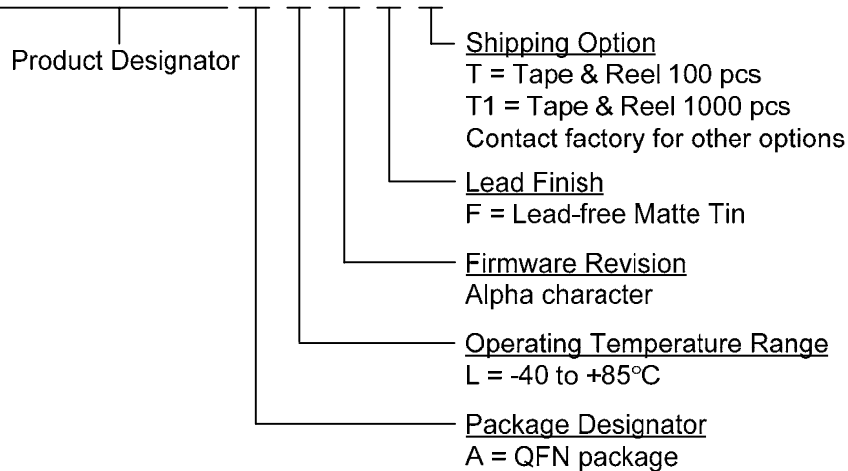 Product Designator
Shipping Option
T = Tape & Reel 100 pcs
T1 = Tape & Reel 1000 pcs
Contact factory for other options
Lead Finish
F = Lead-free Matte Tin
Firmware Revision
Alpha character
Operating Temperature Range
L = -40 to +85°C
Package Designator
A = QFN package